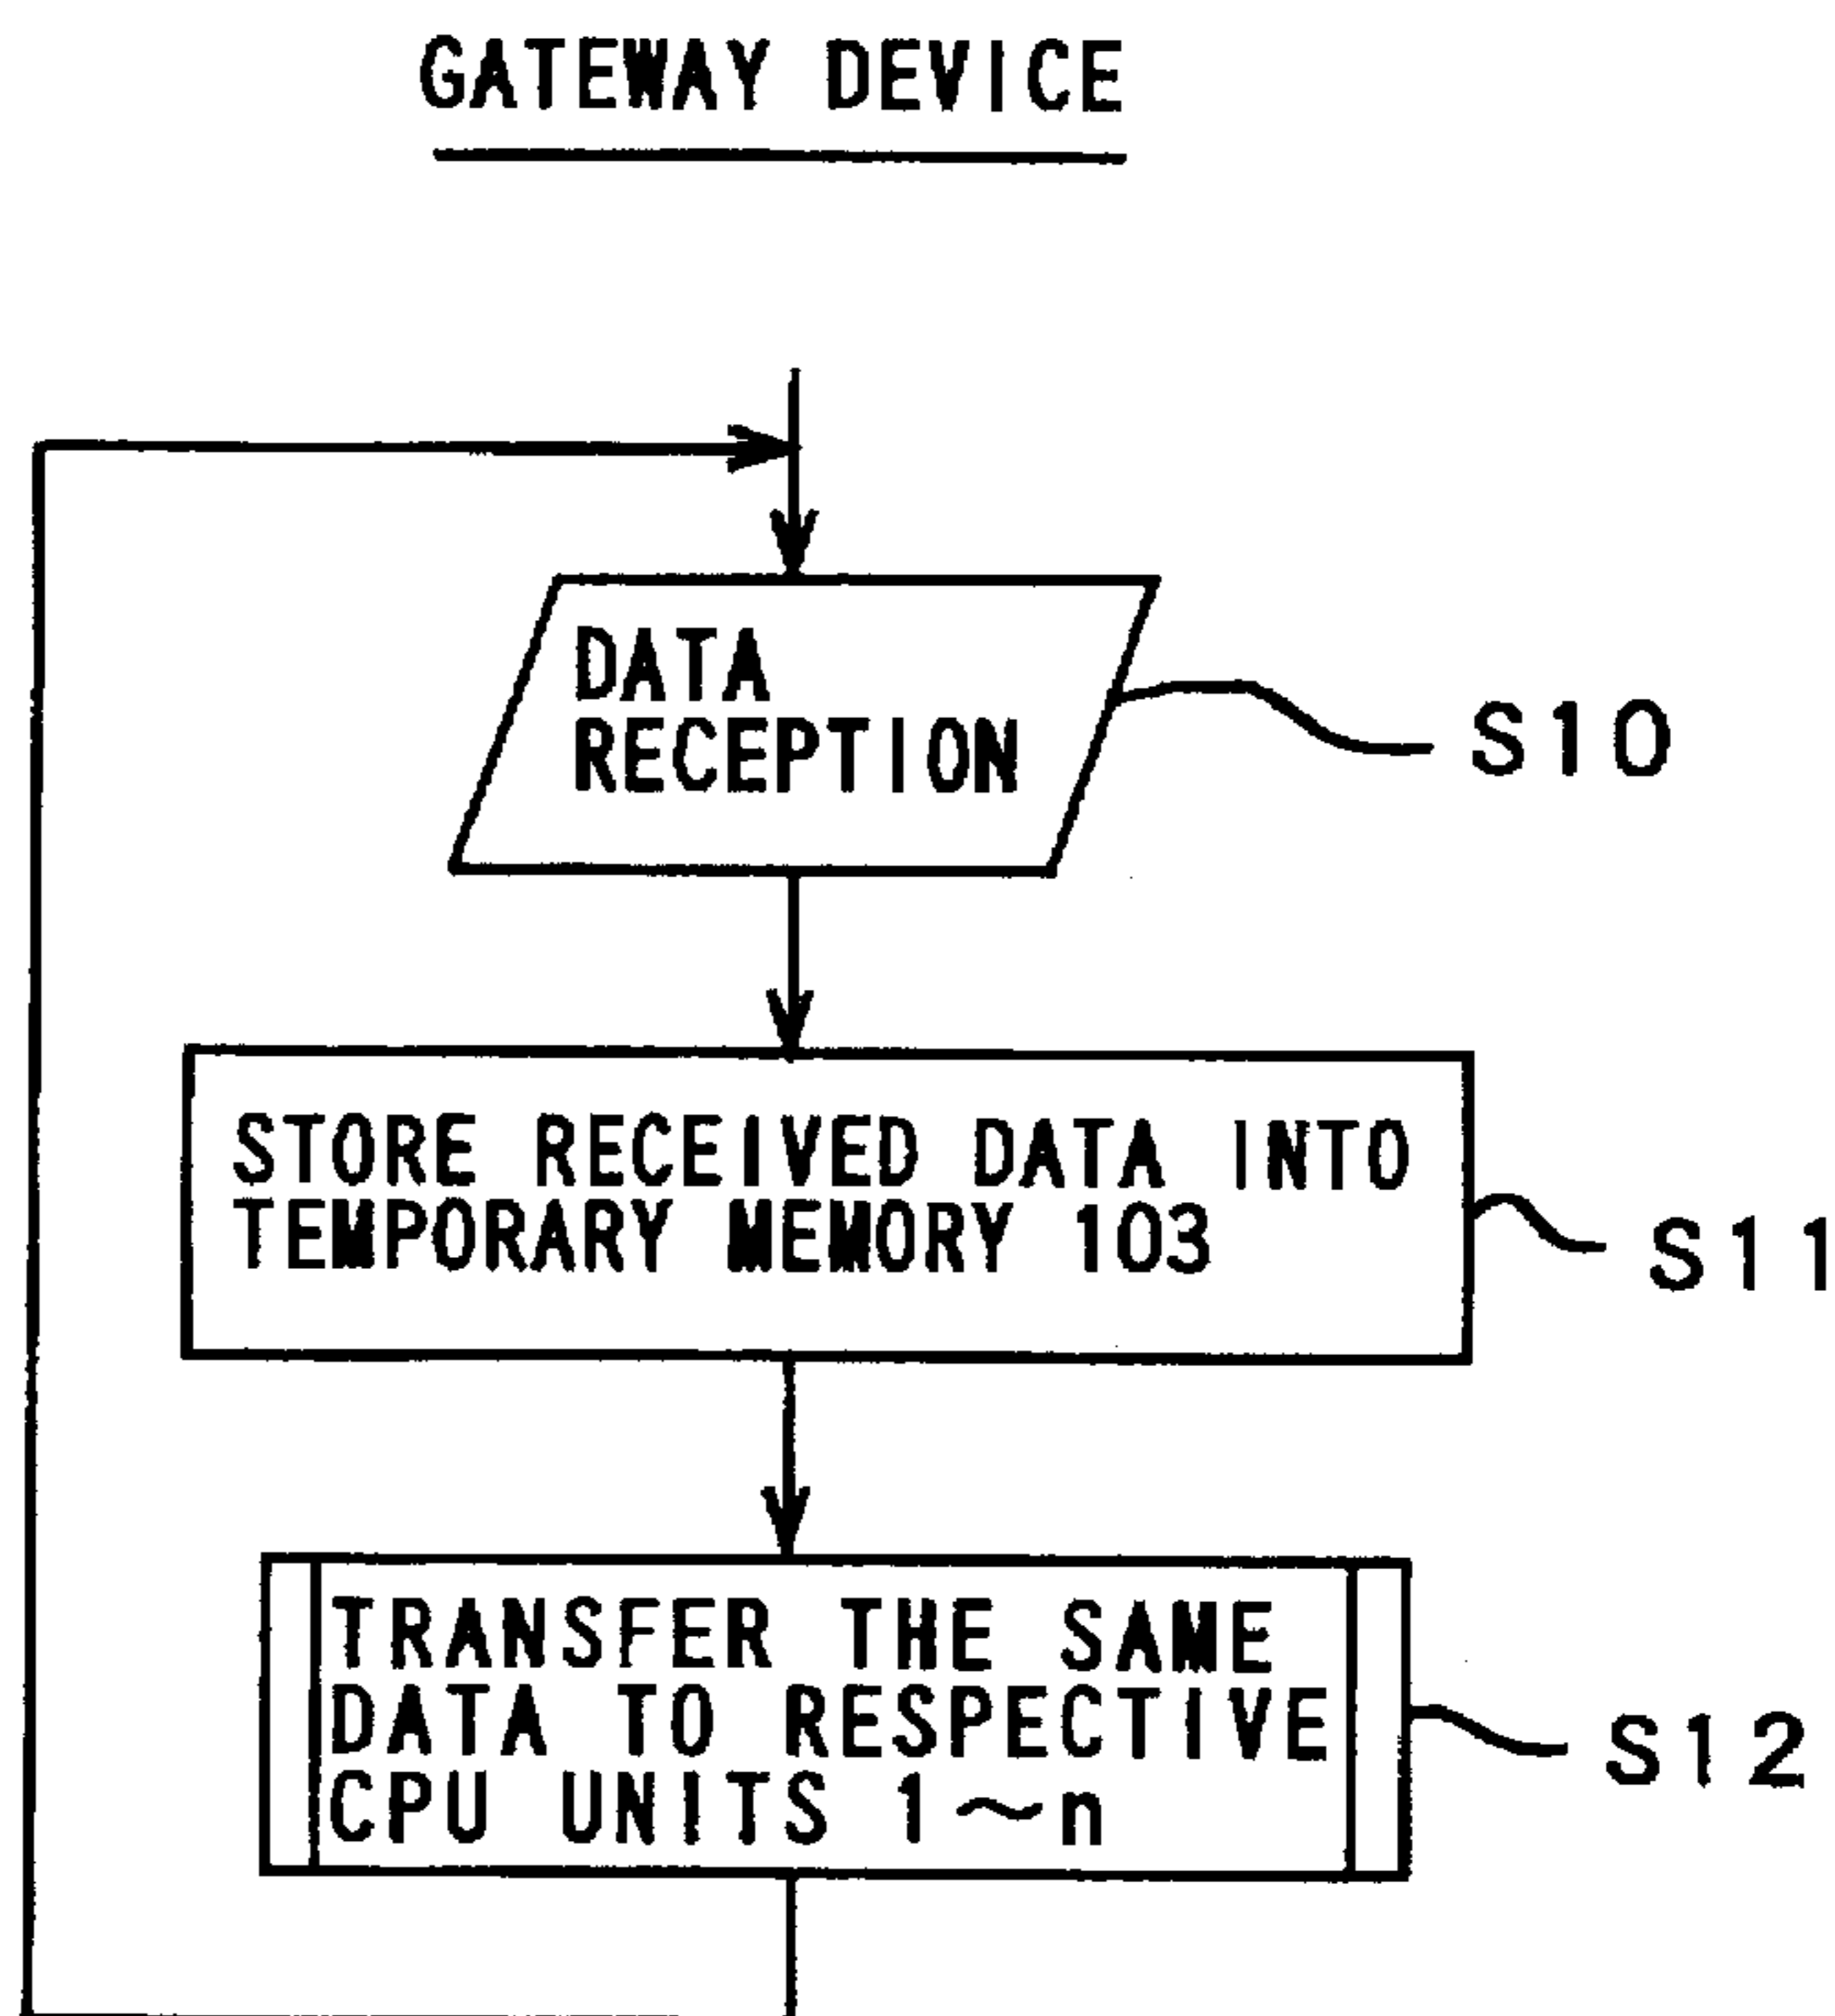 GATEWAY DEVICE
DATA
RECEPTION
S10
STORE RECEIVED DATA INTO
TEMPORARY MEMORY 103
S11
TRANSFER THE SAME
DATA TO RESPECTIVE
CPU UNITS 1~n
S12